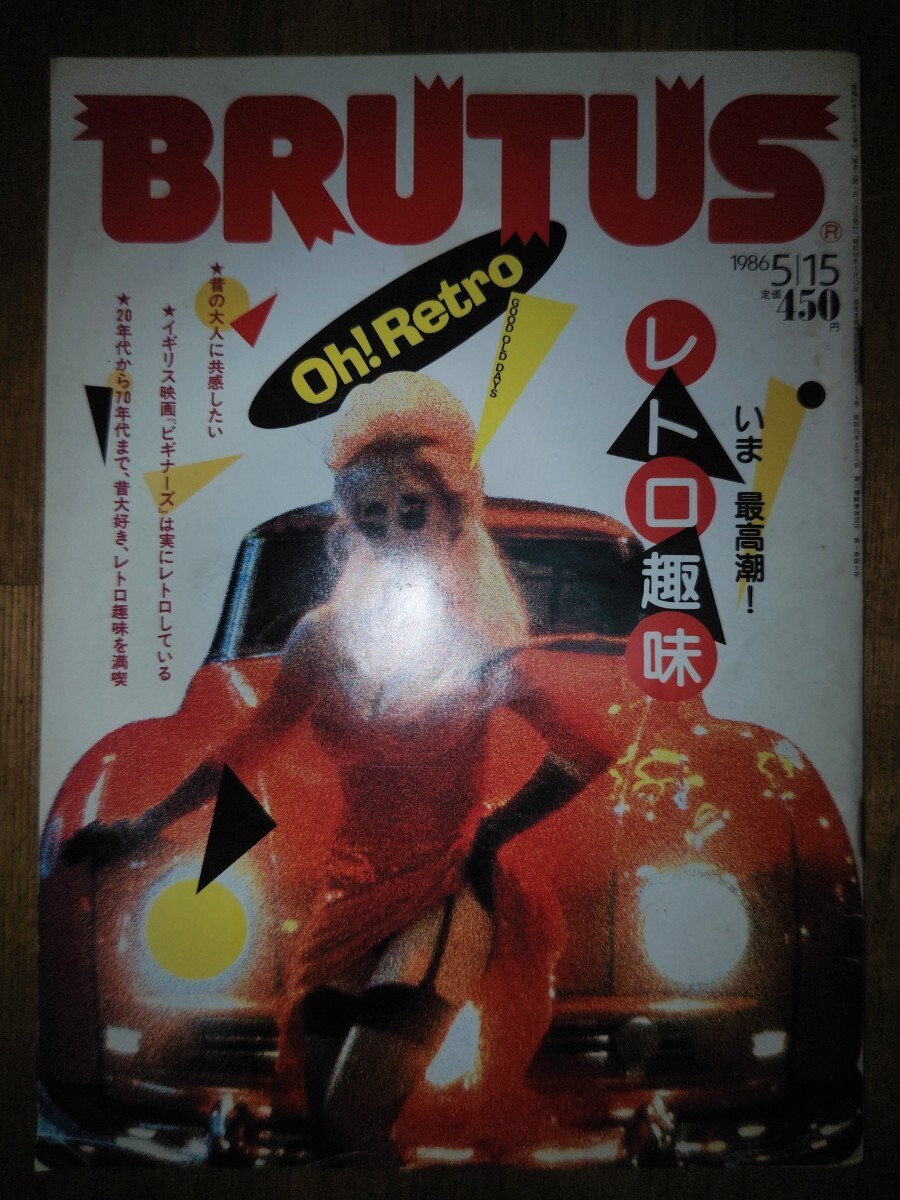 BRUTUS
®
1986 5|15
定価450円
Oh! Retro
GOOD OLD DAYS
いま 最高潮!
レトロ趣味
★昔の大人に共感したい
★イギリス映画『ビギナーズ』は実にレトロしている
★20年代から70年代まで、昔大好き、レトロ趣味を満喫